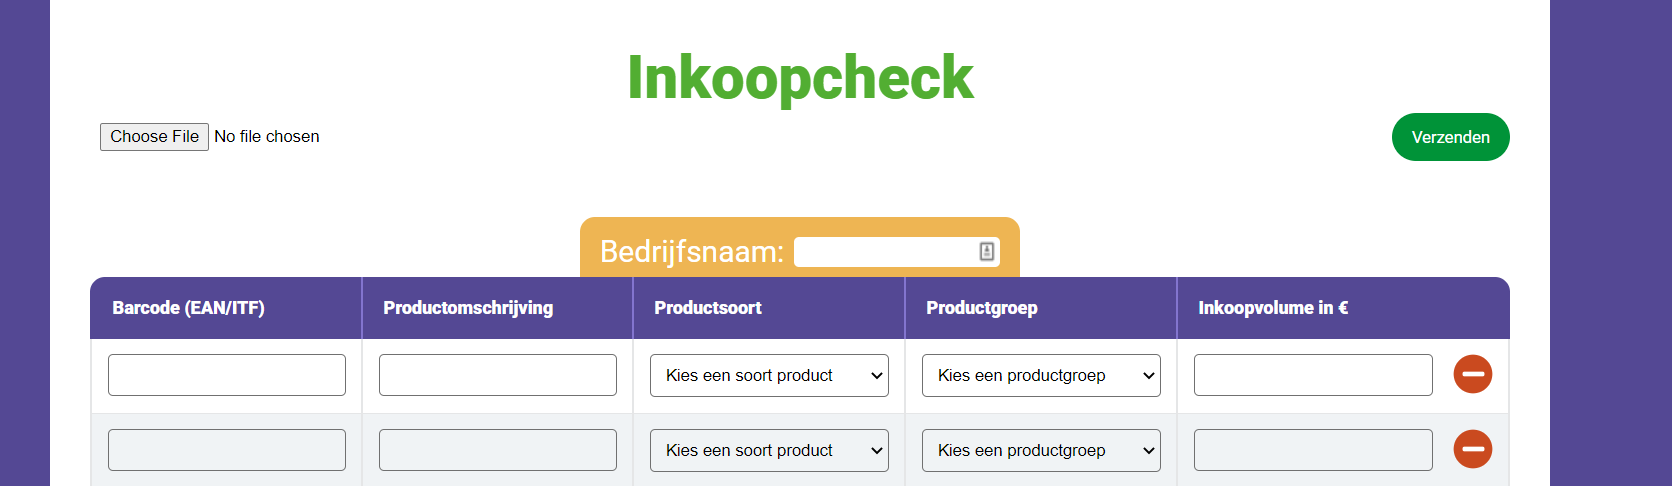 Inkoopcheck
Choose File No file chosen
Verzenden
Bedrijfsnaam:
Barcode (EAN/ITF) Productomschrijving Productsoort Productgroep Inkoopvolume in €
Kies een soort product Kies een productgroep
Kies een soort product Kies een productgroep